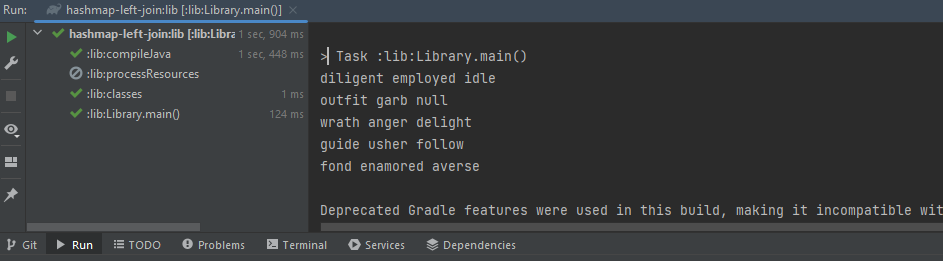 Run: hashmap-left-join:lib [:lib:Library.main()] ×
hashmap-left-join:lib [:lib:Libra 1 sec, 904 ms
:lib:compileJava 1 sec, 448 ms
:lib:processResources
:lib:classes 1 ms
:lib:Library.main() 124 ms
> Task :lib:Library.main()
diligent employed idle
outfit garb null
wrath anger delight
guide usher follow
fond enamored averse
Deprecated Gradle features were used in this build, making it incompatible wit
Git Run TODO Problems Terminal Services Dependencies